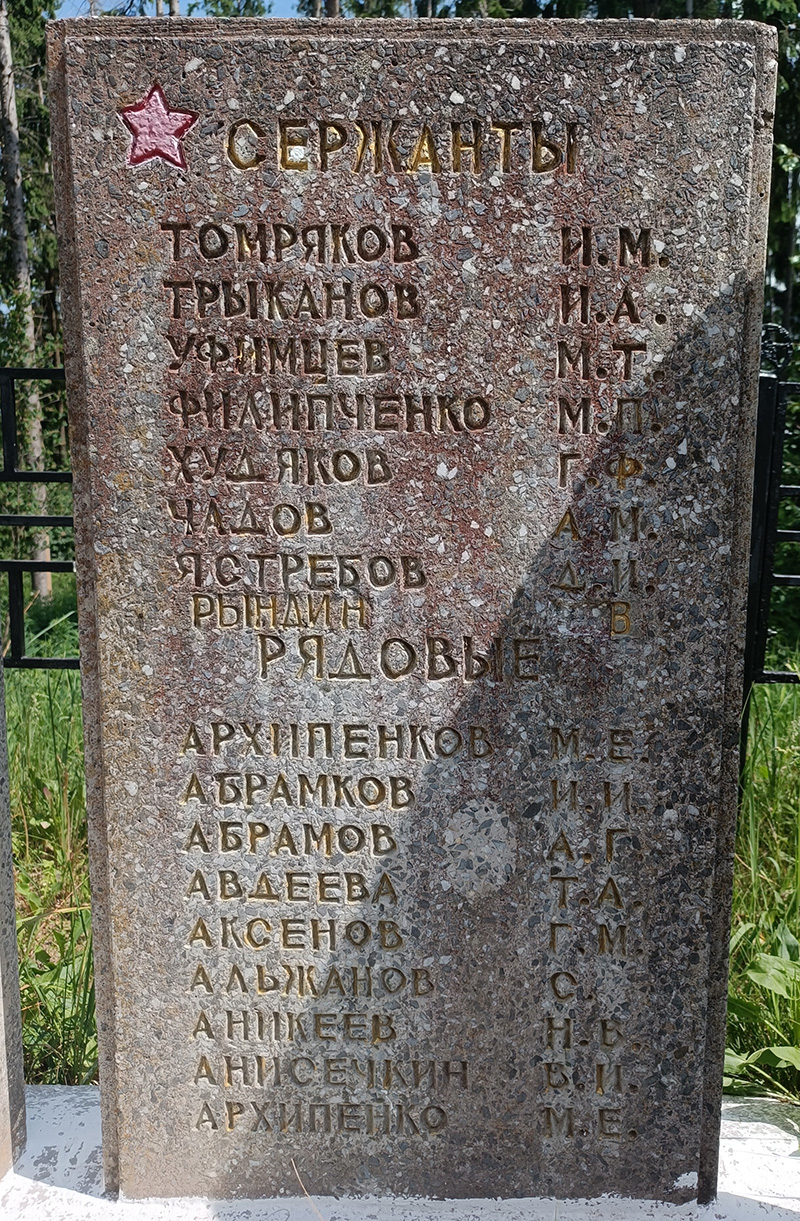 СЕРЖАНТЫ
ТОМРЯКОВ И.М.
ТРЫКАНОВ И.А.
УФИМЦЕВ М.Т.
ФИЛИПЧЕНКО М.П.
ХУДЯКОВ Г.Ф.
ЧАДОВ А.М.
ЯСТРЕБОВ Д.И.
РЫНДИН В
РЯДОВЫЕ
АРХИПЕНКОВ М.Е.
АБРАМКОВ И.И.
АБРАМОВ А.Г.
АВДЕЕВА Т.А.
АКСЕНОВ Г.М.
АЛЬЖАНОВ С.
АНИКЕЕВ Н.Б.
АНИСЕЧКИН В.И.
АРХИПЕНКО М.Е.